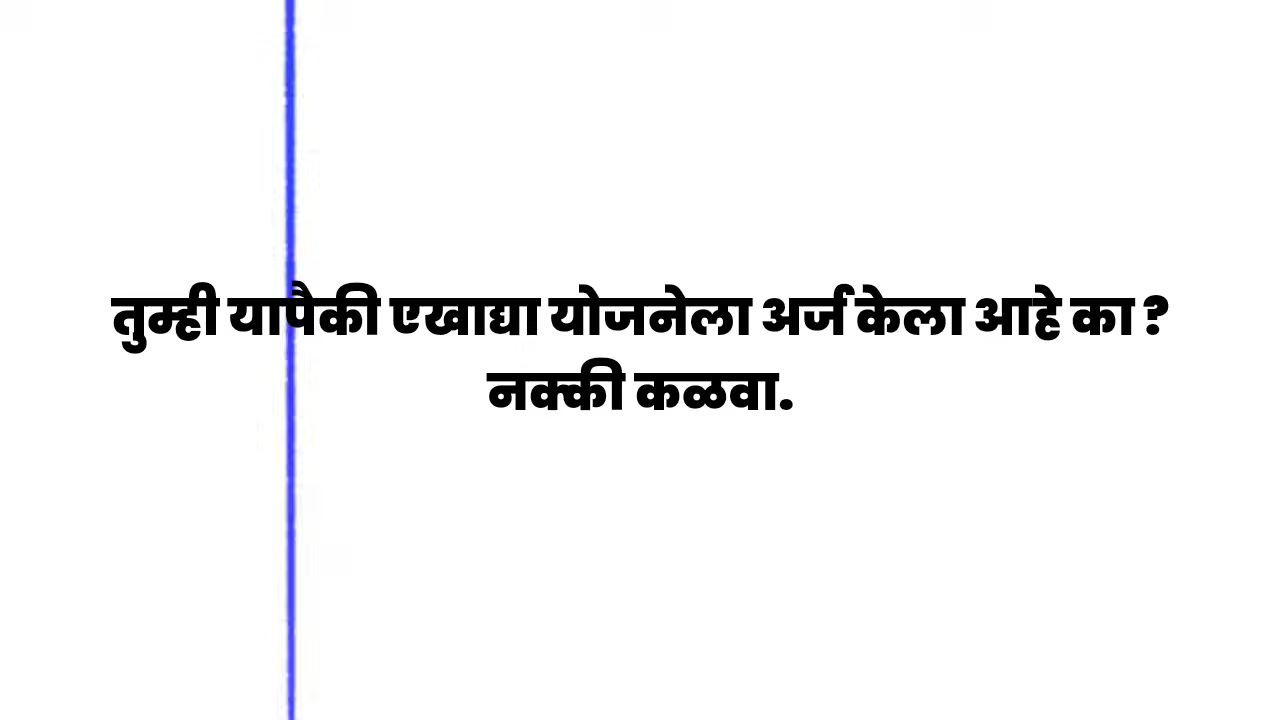 तुम्ही यापैकी एखाद्या योजनेला अर्ज केला आहे का ?
नक्की कळवा.